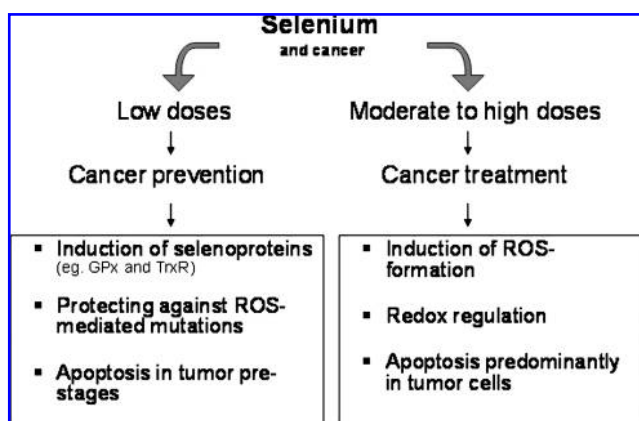 Selenium
and cancer
Low doses
Moderate to high doses
Cancer prevention
Cancer treatment
▪ Induction of selenoproteins
(eg. GPx and TrxR)
▪ Protecting against ROS-
mediated mutations
▪ Apoptosis in tumor pre-
stages
▪ Induction of ROS-
formation
▪ Redox regulation
▪ Apoptosis predominantly
in tumor cells